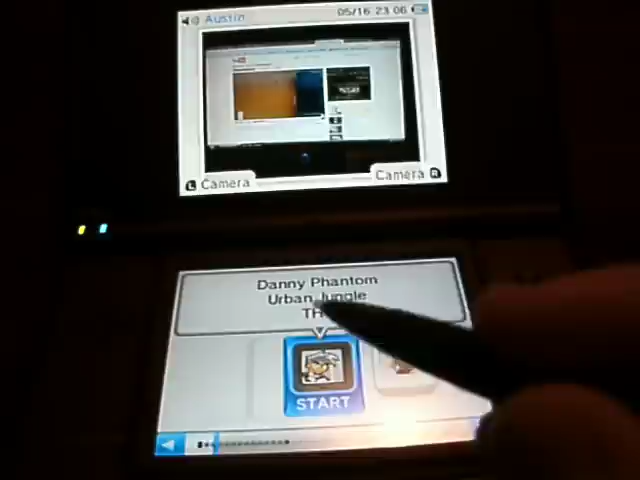 Austin 05/16 23 06
L Camera Camera R
Danny Phantom
Urban Jungle
START